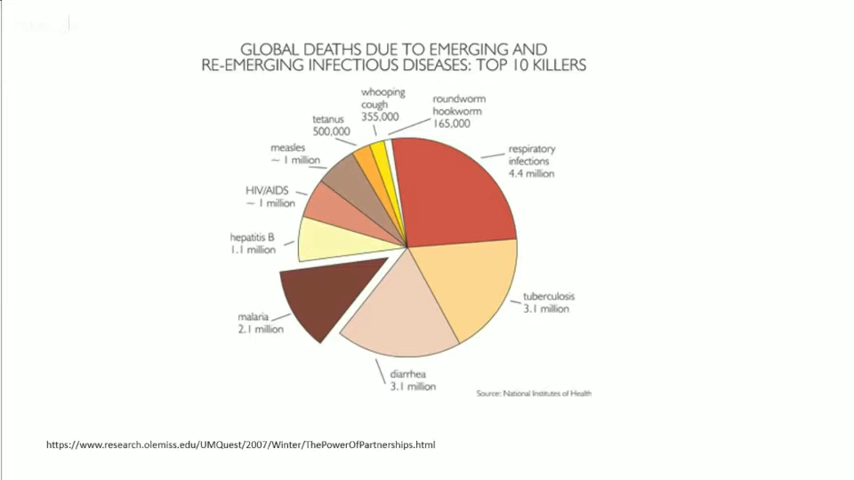 GLOBAL DEATHS DUE TO EMERGING AND
RE-EMERGING INFECTIOUS DISEASES: TOP 10 KILLERS
whooping
cough
355,000
roundworm
hookworm
165,000
tetanus
500,000
measles
~ 1 million
respiratory
infections
4.4 million
HIV/AIDS
~ 1 million
hepatitis B
1.1 million
tuberculosis
3.1 million
malaria
2.1 million
diarrhea
3.1 million
Source: National Institutes of Health
https://www.research.olemiss.edu/UMQuest/2007/Winter/ThePowerOfPartnerships.html